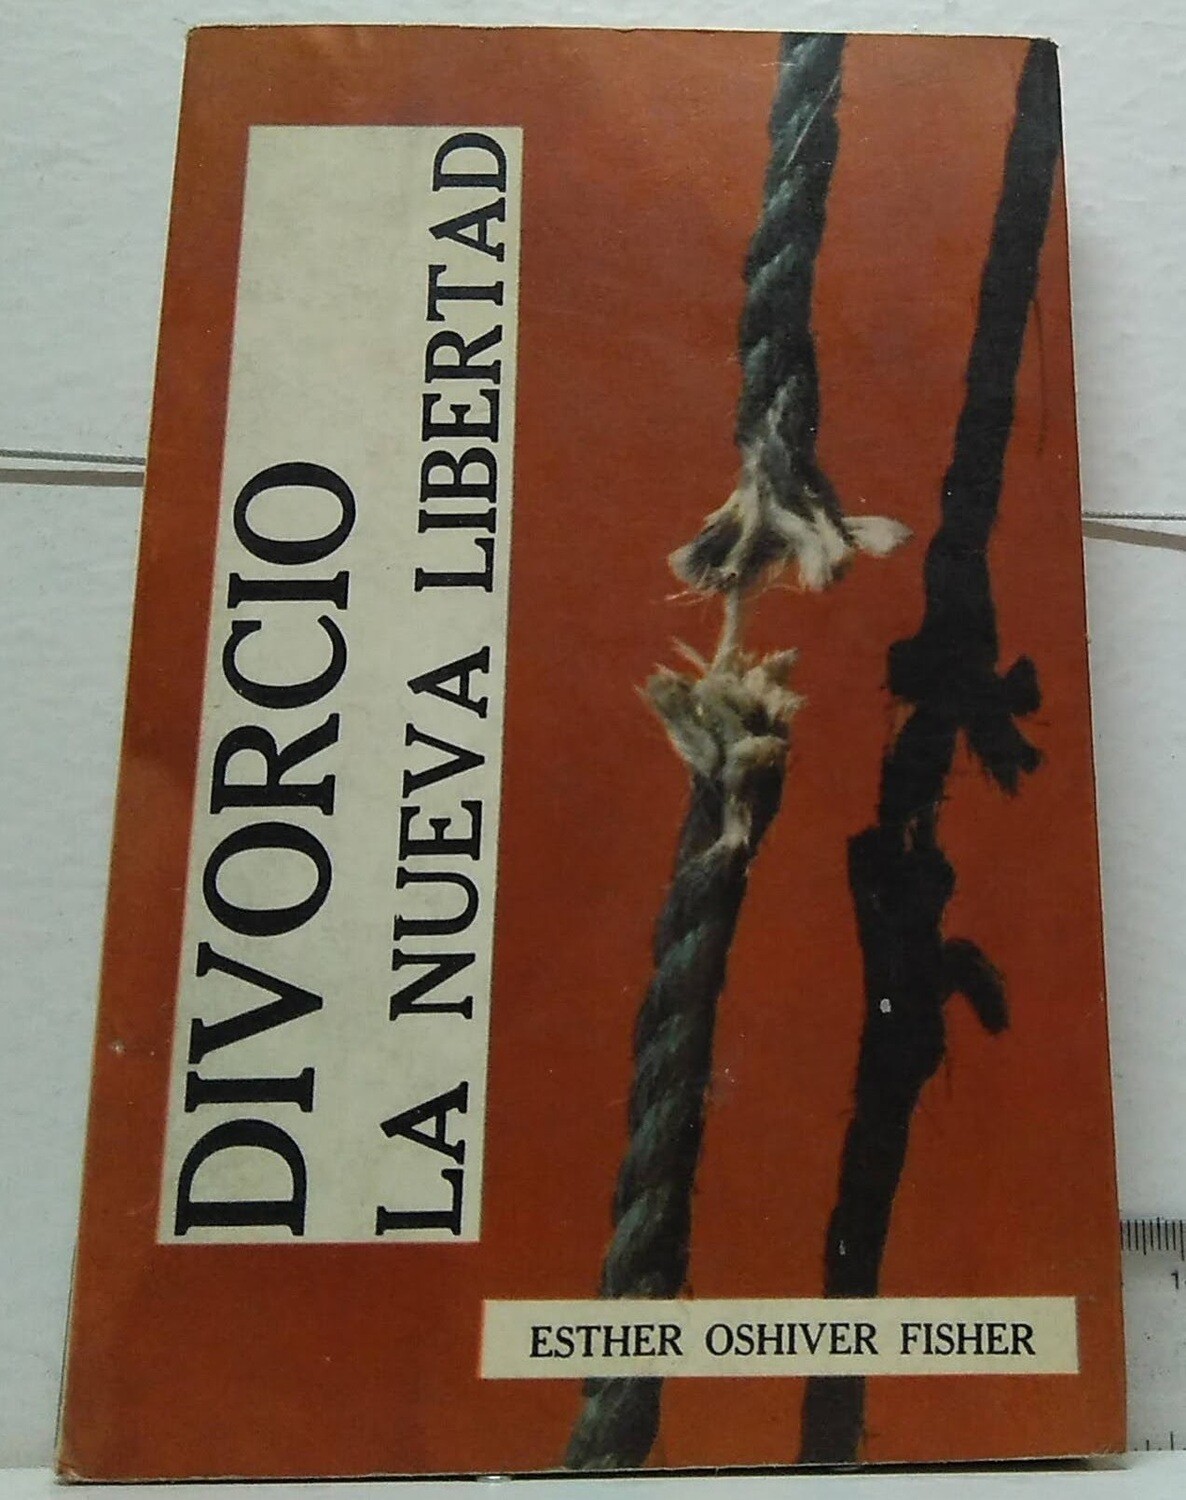 DIVORCIO
LA NUEVA LIBERTAD
ESTHER OSHIVER FISHER